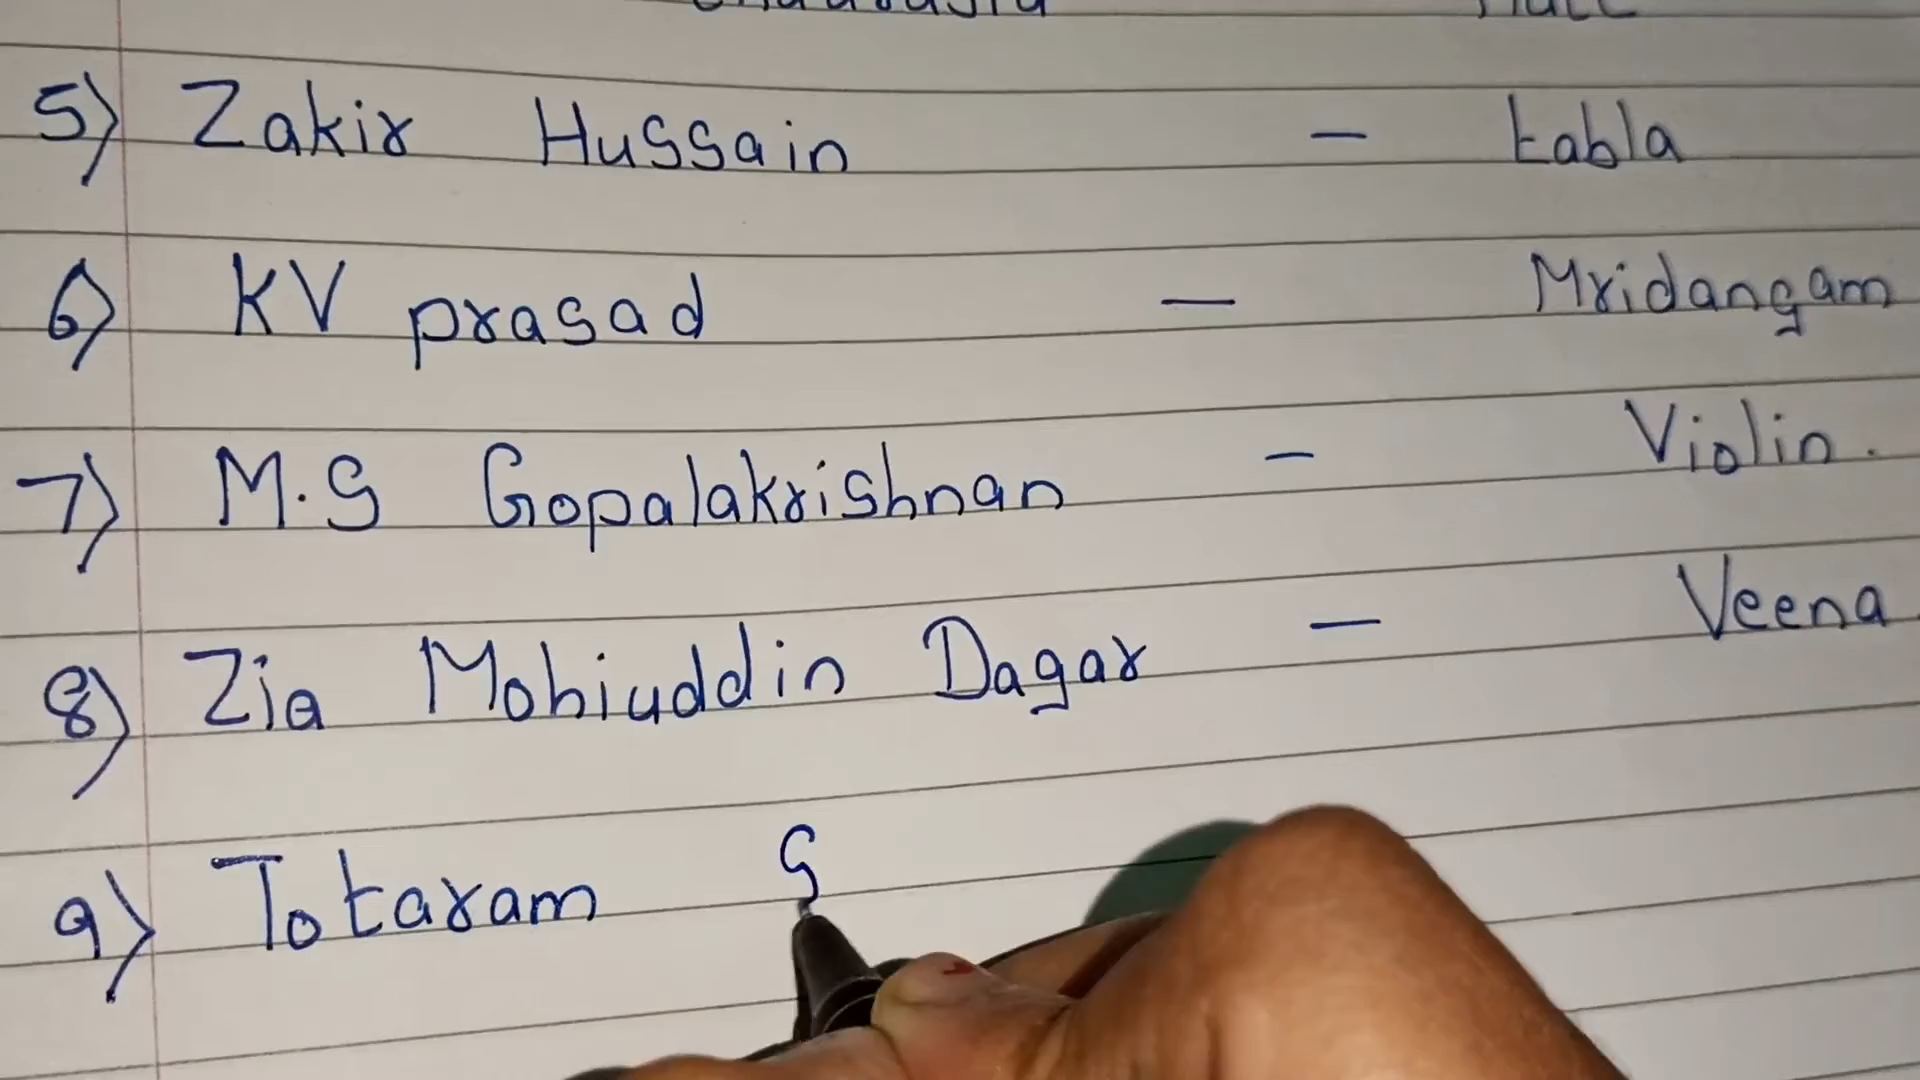 5) Zakir Hussain - tabla
6) KV prasad - Mridangam
7) M.S Gopalakrishnan - Violin.
8) Zia Mohiuddin Dagar - Veena
9) Totaram S